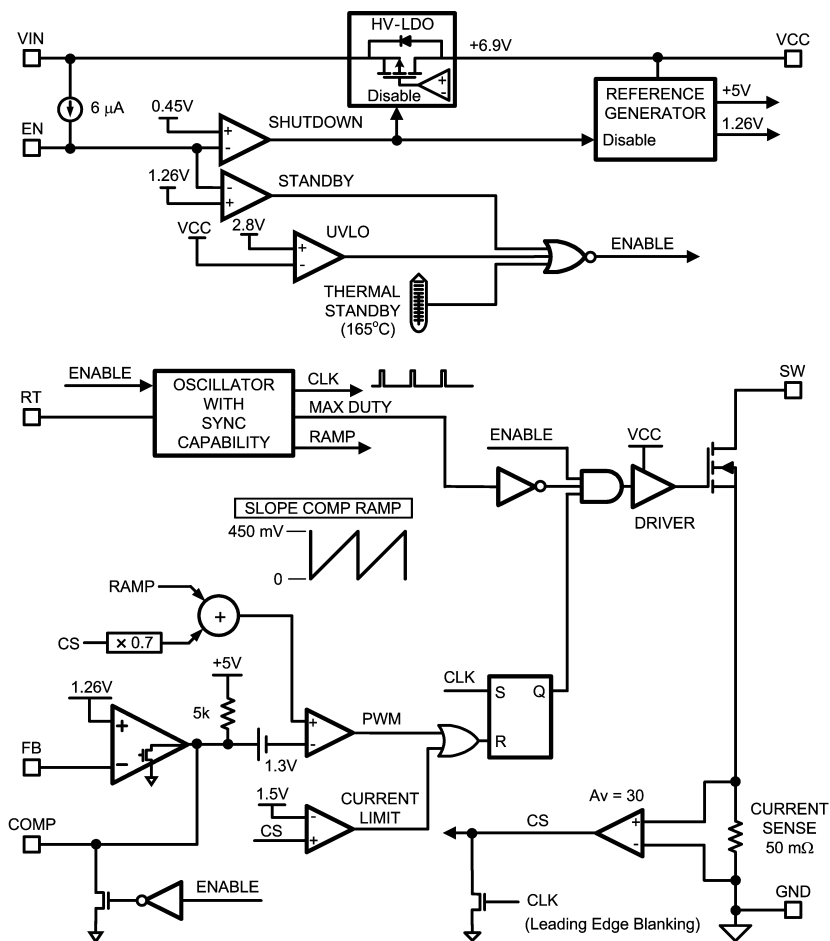 HV-LDO
VIN
+6.9V
VCC
Disable
6 µA
0.45V
SHUTDOWN
REFERENCE
GENERATOR
Disable
+5V
1.26V
EN
1.26V
STANDBY
VCC
2.8V
UVLO
ENABLE
THERMAL
STANDBY
(165°C)
ENABLE
RT
OSCILLATOR
WITH
SYNC
CAPABILITY
CLK
MAX DUTY
RAMP
SW
ENABLE
VCC
DRIVER
SLOPE COMP RAMP
450 mV
0
RAMP
+
CS
x 0.7
+5V
CLK
S
Q
R
1.26V
5k
PWM
FB
1.3V
1.5V
CURRENT
LIMIT
CS
CS
Av = 30
CURRENT
SENSE
50 mΩ
COMP
ENABLE
CLK
(Leading Edge Blanking)
GND